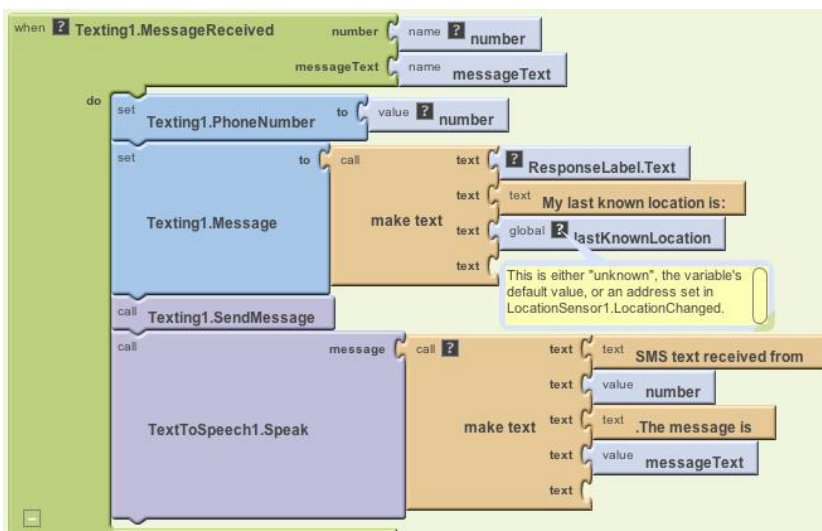 when ? Texting1.MessageReceived number name ? number
messageText name messageText
do set Texting1.PhoneNumber to value ? number
set Texting1.Message to call make text text ? ResponseLabel.Text
text text My last known location is:
text global ? lastKnownLocation
text
This is either "unknown", the variable's
default value, or an address set in
LocationSensor1.LocationChanged.
call Texting1.SendMessage
call TextToSpeech1.Speak message call ? make text text text SMS text received from
text value number
text text .The message is
text value messageText
text